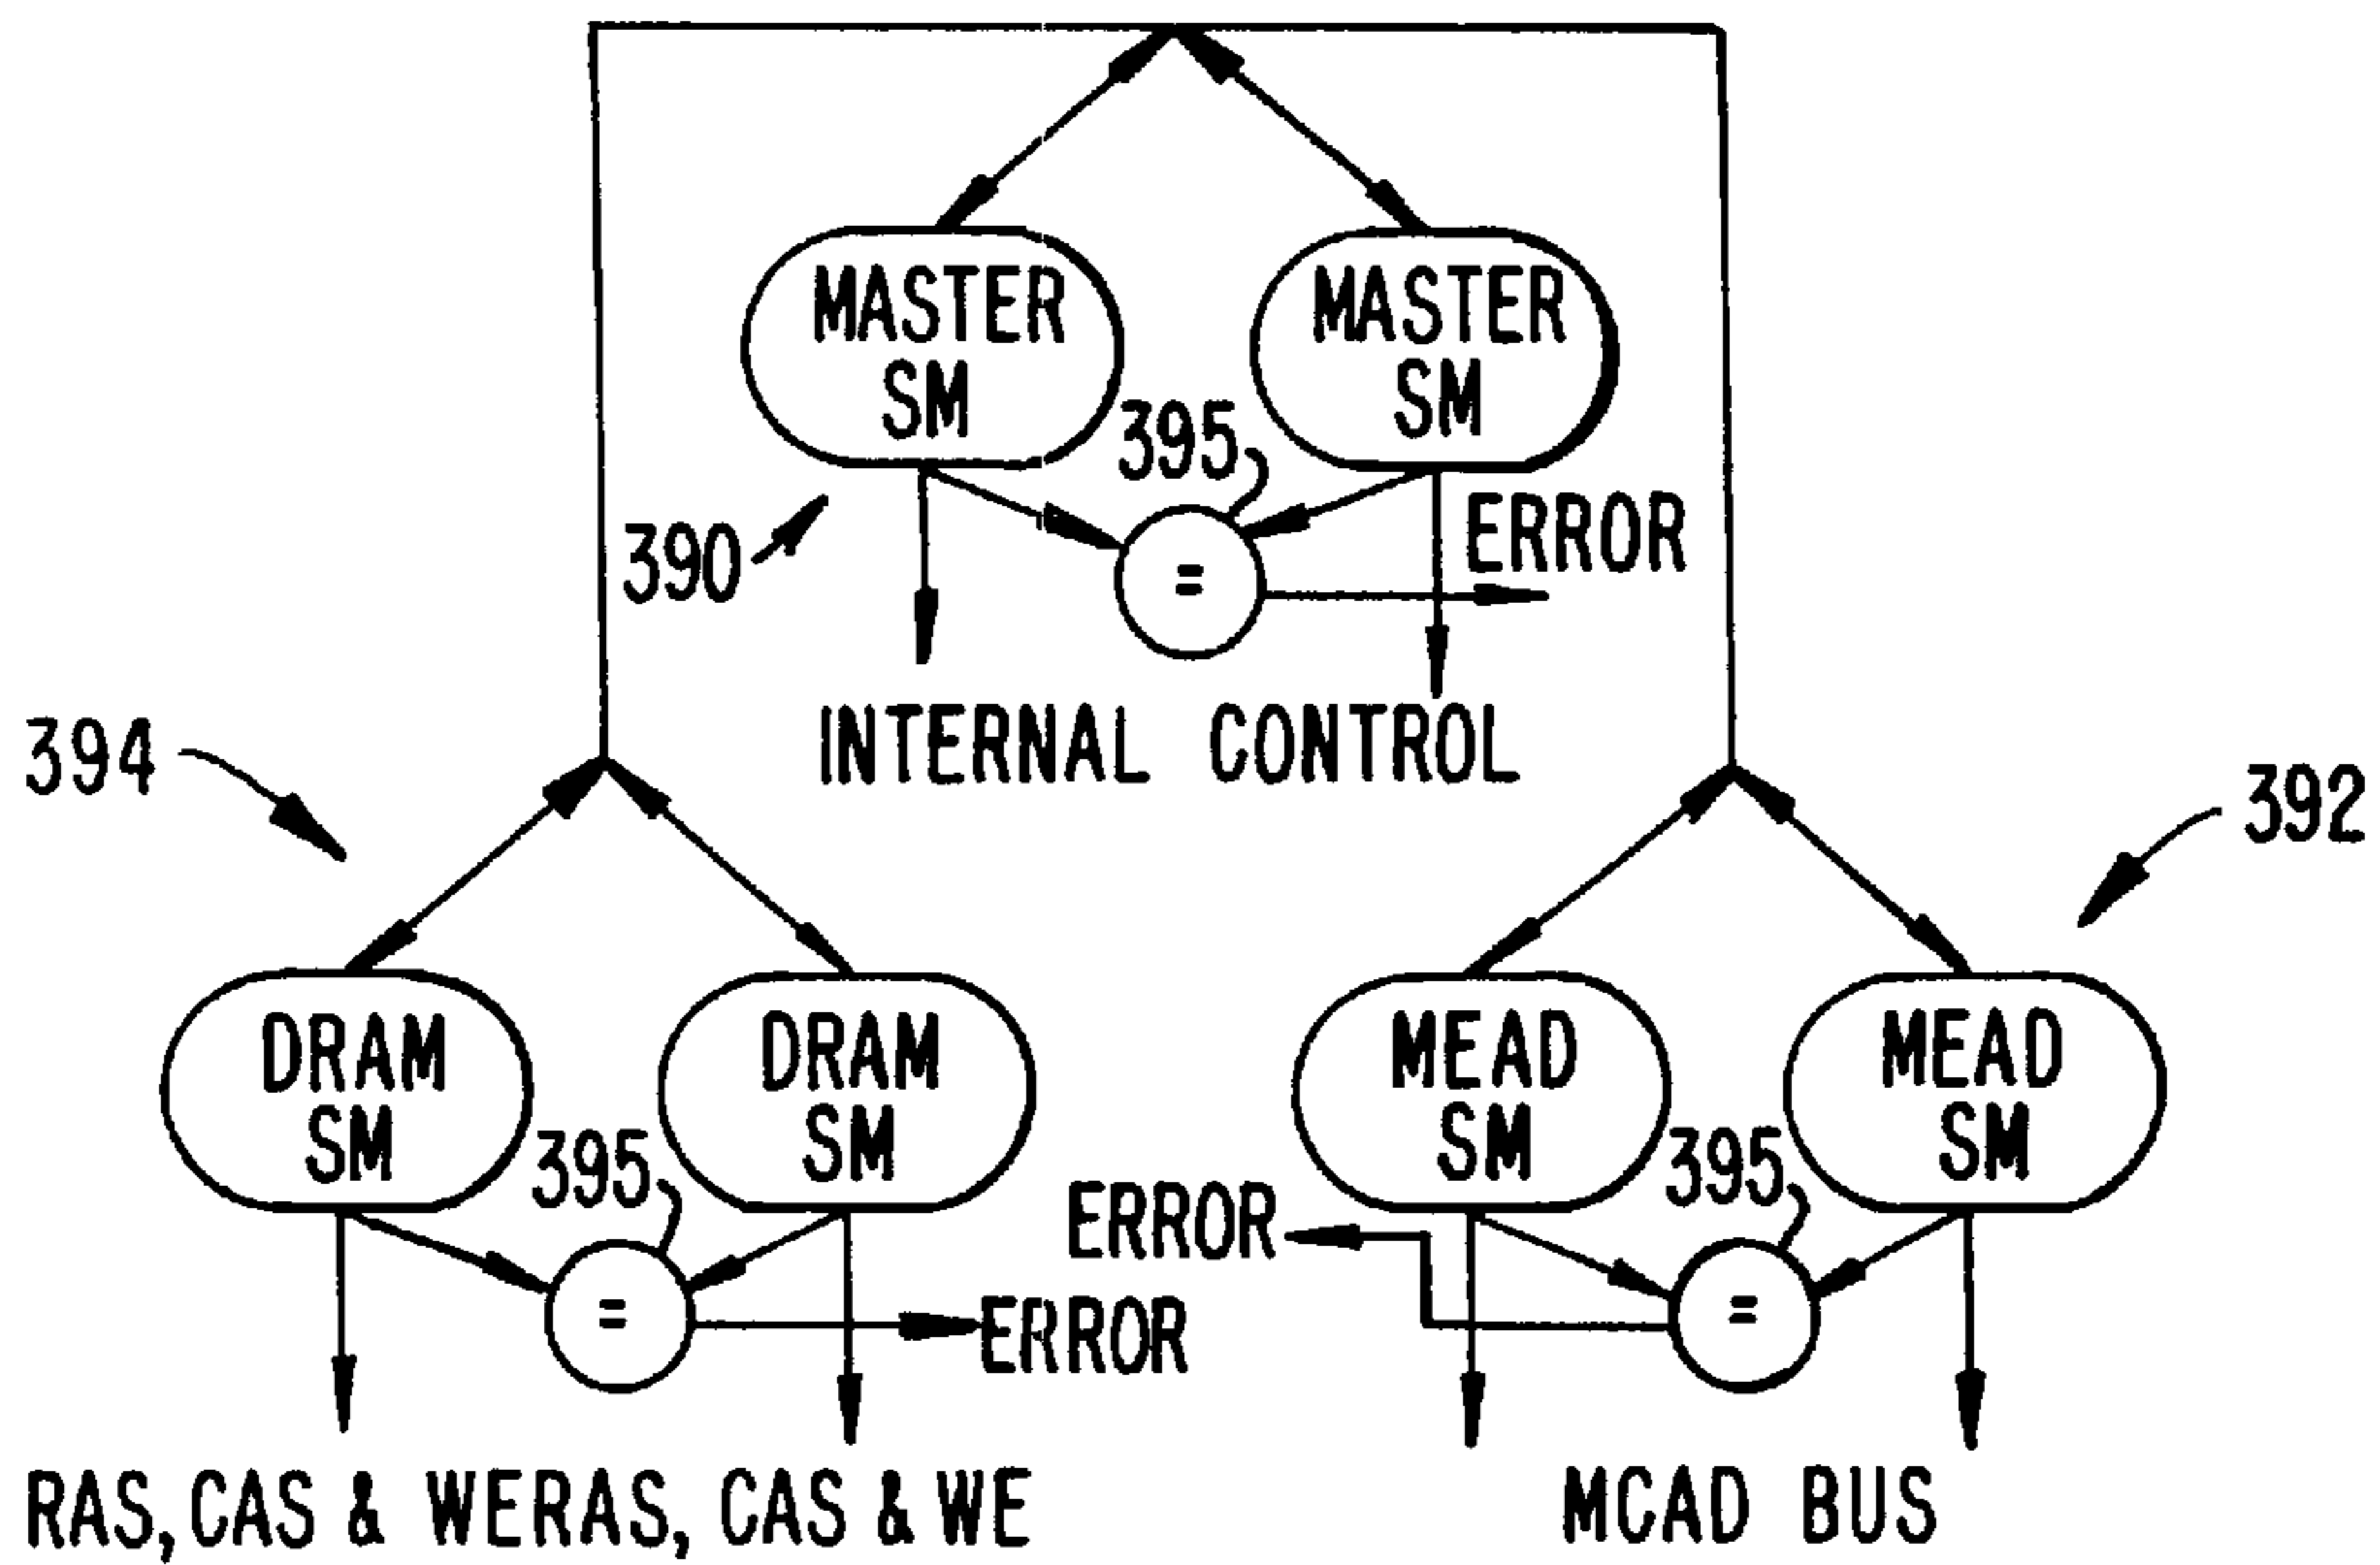 MASTER SM
MASTER SM
395
390
=
ERROR
INTERNAL CONTROL
394
392
DRAM SM
DRAM SM
MEAD SM
MEAD SM
395
395
ERROR
=
ERROR
=
RAS, CAS & WERAS, CAS & WE
MCAD BUS